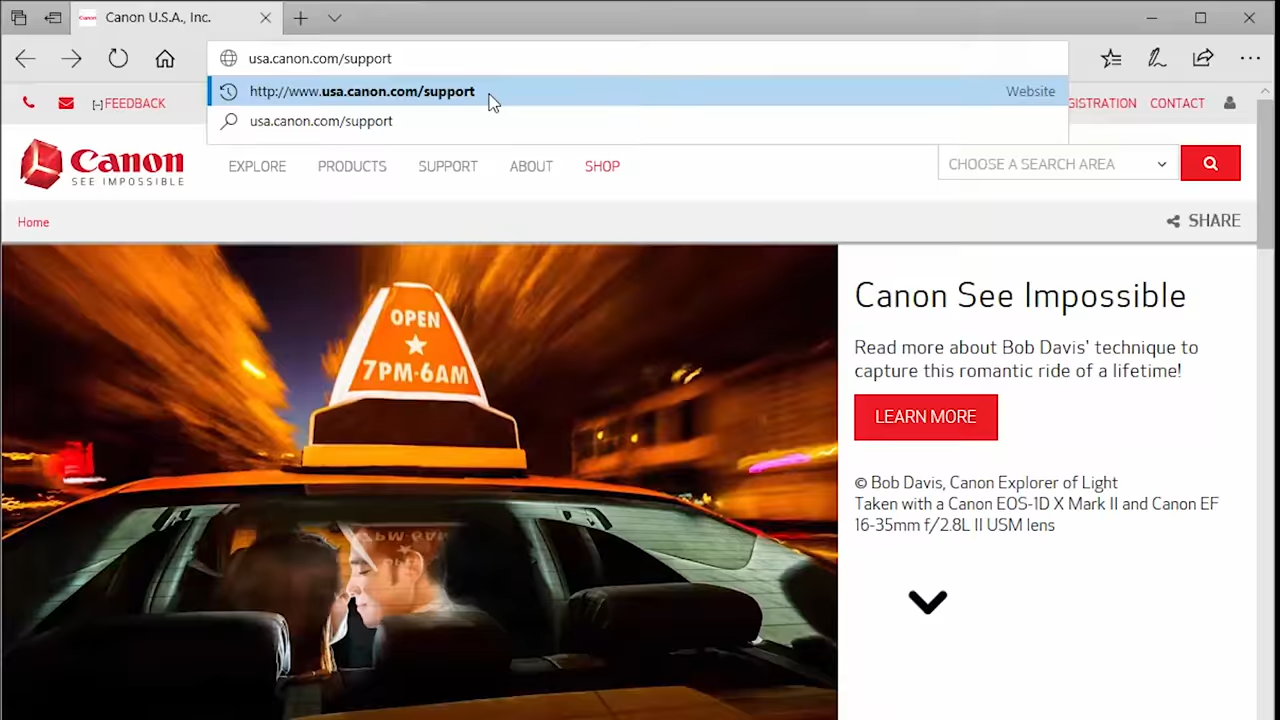 Canon
Canon U.S.A., Inc.
usa.canon.com/support
http://www.usa.canon.com/support
Website
usa.canon.com/support
[-]FEEDBACK
GISTRATION
CONTACT
Canon
SEE IMPOSSIBLE
EXPLORE
PRODUCTS
SUPPORT
ABOUT
SHOP
CHOOSE A SEARCH AREA
Home
SHARE
OPEN
7PM-6AM
Canon See Impossible
Read more about Bob Davis' technique to
capture this romantic ride of a lifetime!
LEARN MORE
© Bob Davis, Canon Explorer of Light
Taken with a Canon EOS-1D X Mark II and Canon EF
16-35mm f/2.8L II USM lens